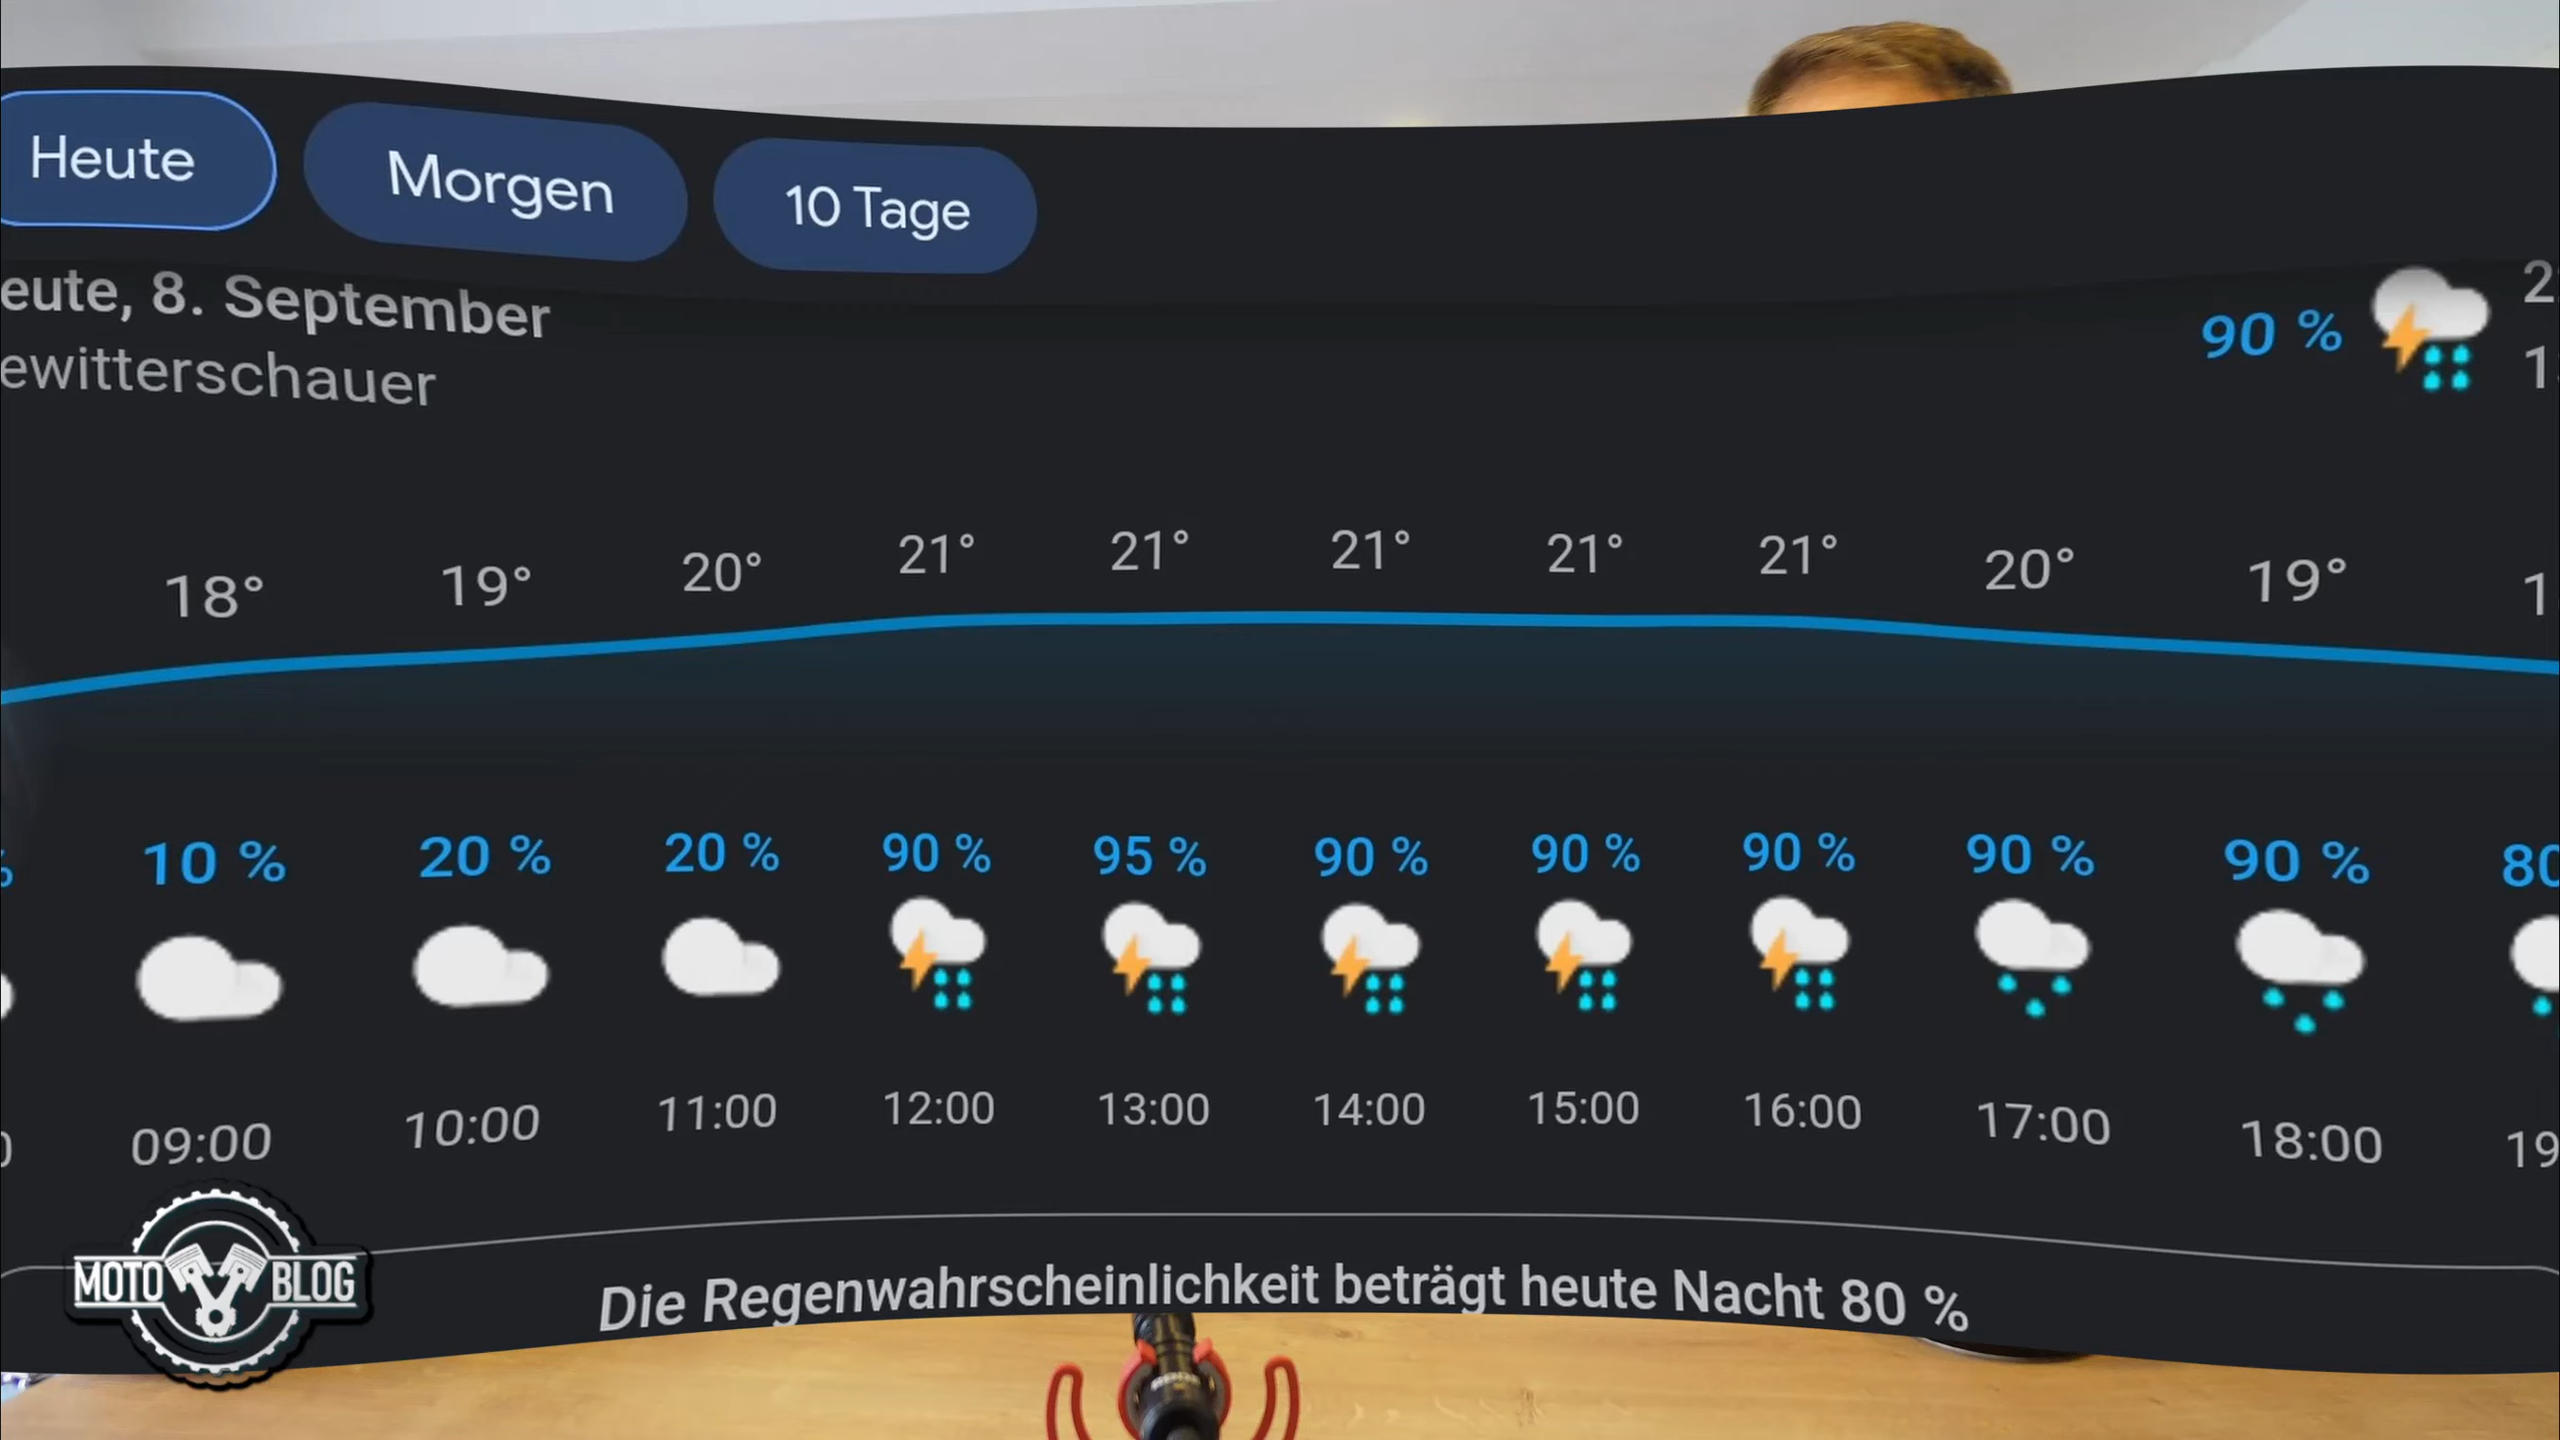 Heute Morgen 10 Tage
eute, 8. September
ewitterschauer
90 %
18° 19° 20° 21° 21° 21° 21° 21° 20° 19° 1
10 % 20 % 20 % 90 % 95 % 90 % 90 % 90 % 90 % 90 % 80
09:00 10:00 11:00 12:00 13:00 14:00 15:00 16:00 17:00 18:00 19
Die Regenwahrscheinlichkeit beträgt heute Nacht 80 %
MOTO BLOG